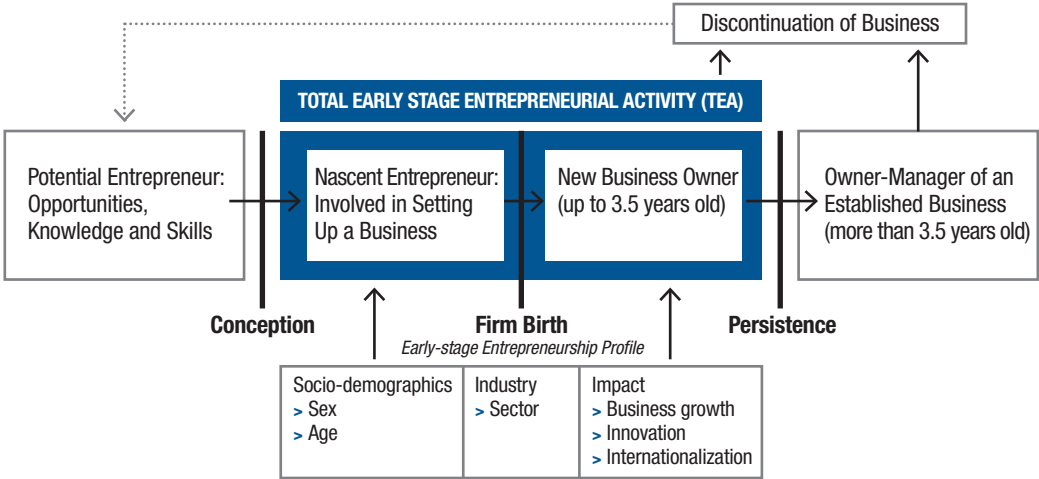 Discontinuation of Business
TOTAL EARLY STAGE ENTREPRENEURIAL ACTIVITY (TEA)
Potential Entrepreneur:
Opportunities,
Knowledge and Skills
Nascent Entrepreneur:
Involved in Setting
Up a Business
New Business Owner
(up to 3.5 years old)
Owner-Manager of an
Established Business
(more than 3.5 years old)
Conception
Firm Birth
Persistence
Early-stage Entrepreneurship Profile
Socio-demographics
> Sex
> Age
Industry
> Sector
Impact
> Business growth
> Innovation
> Internationalization